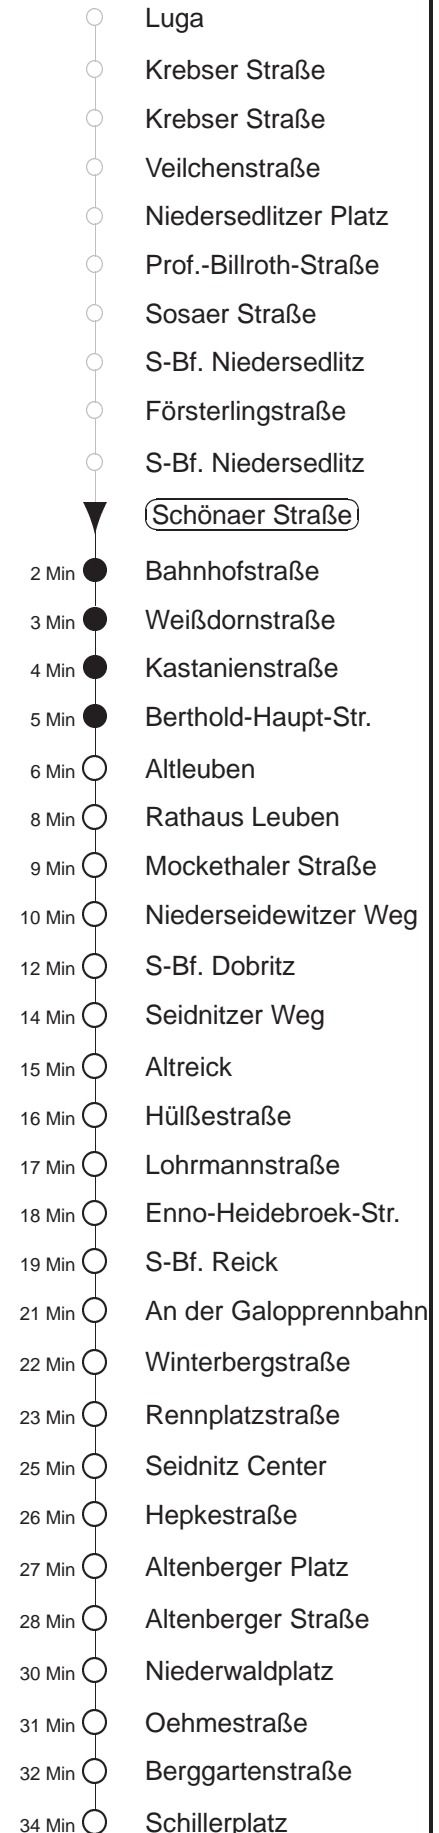 Luga
Krebser Straße
Krebser Straße
Veilchenstraße
Niedersedlitzer Platz
Prof.-Billroth-Straße
Sosaer Straße
S-Bf. Niedersedlitz
Försterlingstraße
S-Bf. Niedersedlitz
Schönaer Straße
2 Min Bahnhofstraße
3 Min Weißdornstraße
4 Min Kastanienstraße
5 Min Berthold-Haupt-Str.
6 Min Altleuben
8 Min Rathaus Leuben
9 Min Mockethaler Straße
10 Min Niederseidewitzer Weg
12 Min S-Bf. Dobritz
14 Min Seidnitzer Weg
15 Min Altreick
16 Min Hülßestraße
17 Min Lohrmannstraße
18 Min Enno-Heidebroek-Str.
19 Min S-Bf. Reick
21 Min An der Galopprennbahn
22 Min Winterbergstraße
23 Min Rennplatzstraße
25 Min Seidnitz Center
26 Min Hepkestraße
27 Min Altenberger Platz
28 Min Altenberger Straße
30 Min Niederwaldplatz
31 Min Oehmestraße
32 Min Berggartenstraße
34 Min Schillerplatz